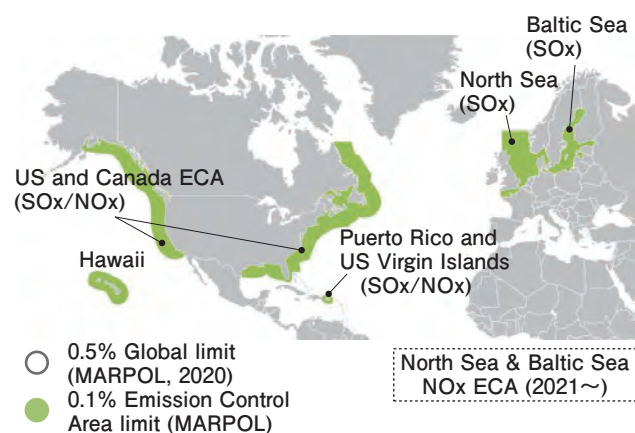 Baltic Sea
(SOx)
North Sea
(SOx)
US and Canada ECA
(SOx/NOx)
Hawaii
Puerto Rico and
US Virgin Islands
(SOx/NOx)
0.5% Global limit
(MARPOL, 2020)
0.1% Emission Control
Area limit (MARPOL)
North Sea & Baltic Sea
NOx ECA (2021～)